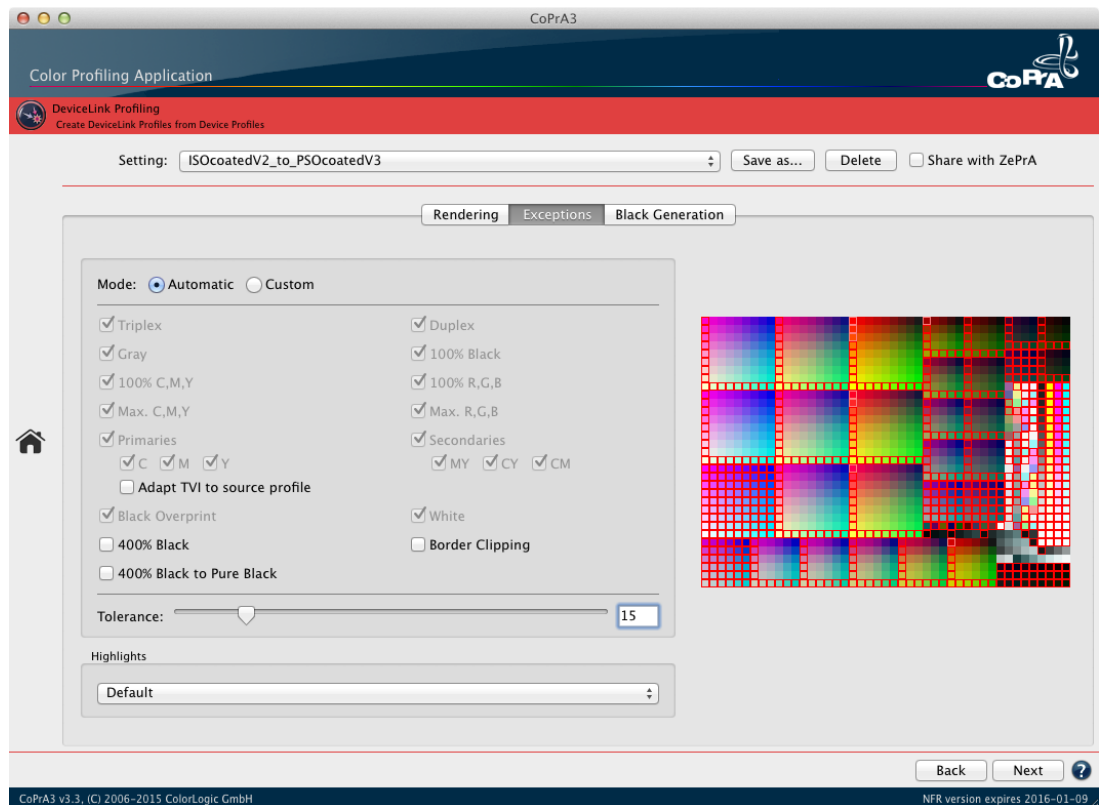 CoPrA3
Color Profiling Application
CoPrA
DeviceLink Profiling
Create DeviceLink Profiles from Device Profiles
Setting: ISOcoatedV2_to_PSOcoatedV3 Save as... Delete Share with ZePrA
Rendering Exceptions Black Generation
Mode: Automatic Custom
Triplex Duplex
Gray 100% Black
100% C,M,Y 100% R,G,B
Max. C,M,Y Max. R,G,B
Primaries Secondaries
C M Y MY CY CM
Adapt TVI to source profile
Black Overprint White
400% Black Border Clipping
400% Black to Pure Black
Tolerance: 15
Highlights
Default
Back Next ?
CoPrA3 v3.3, (C) 2006-2015 ColorLogic GmbH NFR version expires 2016-01-09